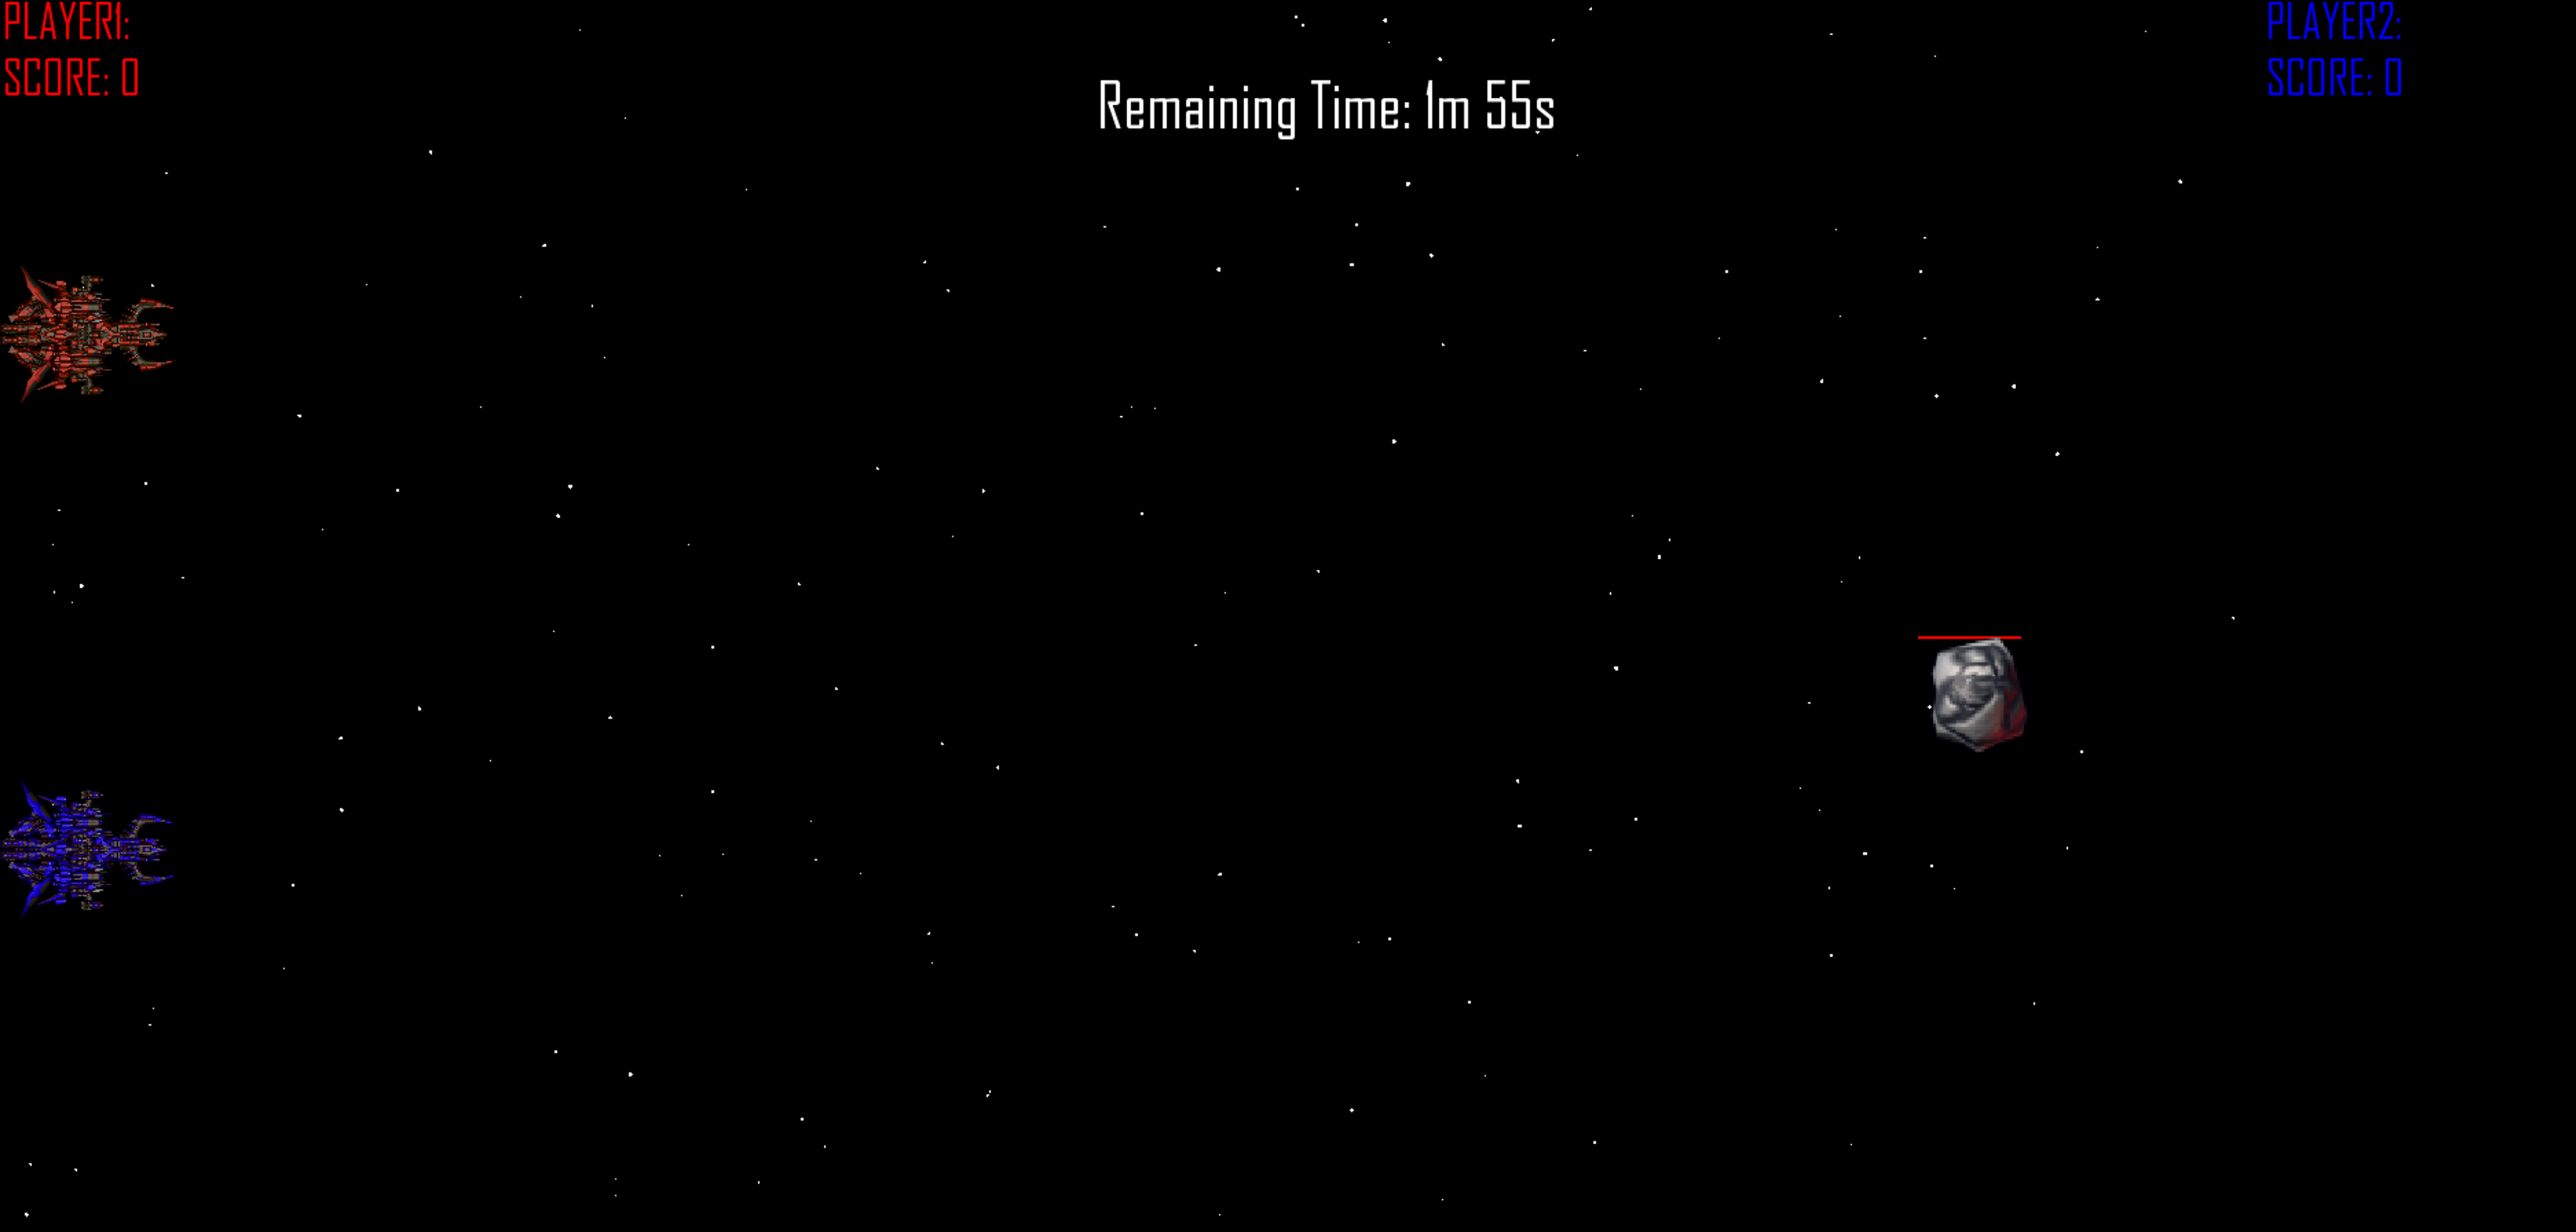 PLAYER1:
SCORE: 0
Remaining Time: 1m 55s
PLAYER2:
SCORE: 0